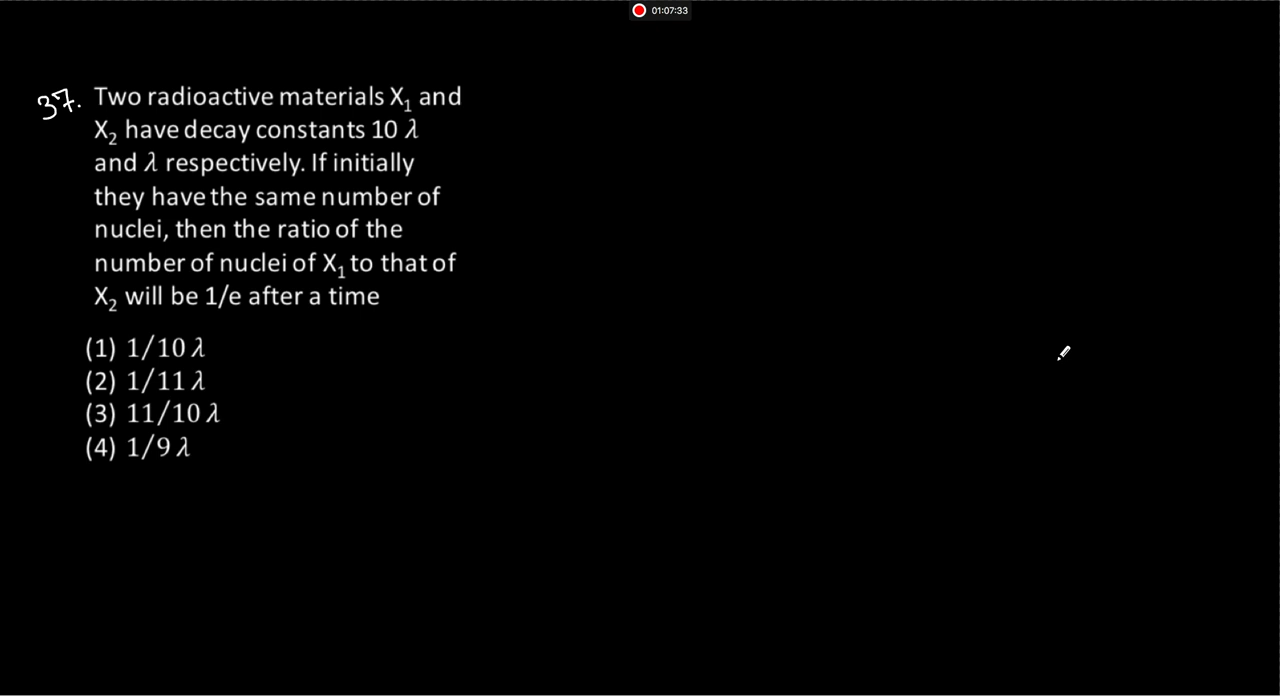 01:07:33
37. Two radioactive materials X₁ and
X₂ have decay constants 10 λ
and λ respectively. If initially
they have the same number of
nuclei, then the ratio of the
number of nuclei of X₁ to that of
X₂ will be 1/e after a time
(1) 1/10 λ
(2) 1/11 λ
(3) 11/10 λ
(4) 1/9 λ